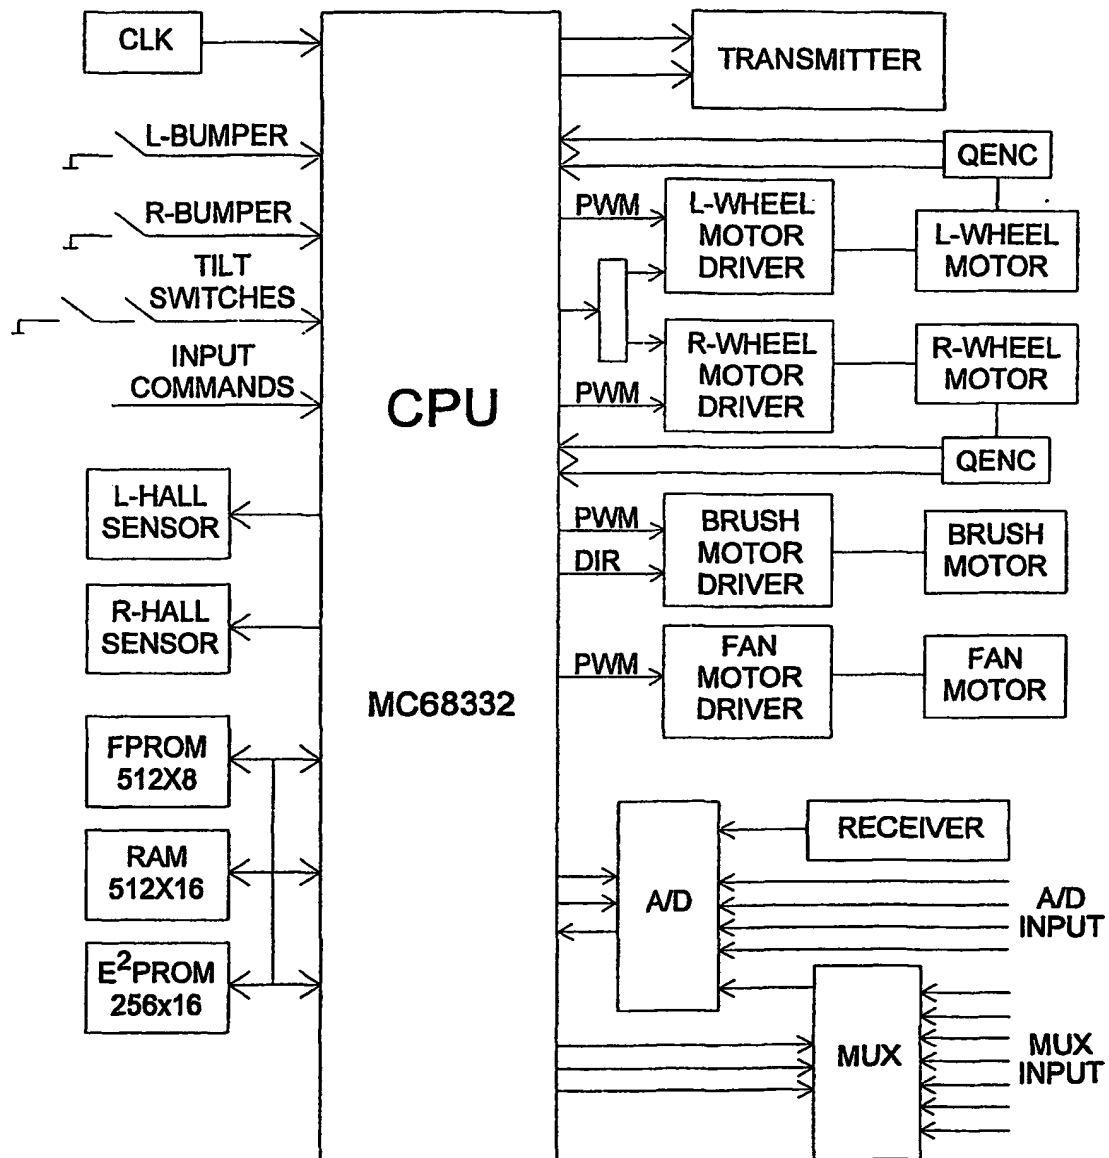 CLK
L-BUMPER
R-BUMPER
TILT
SWITCHES
INPUT
COMMANDS
L-HALL
SENSOR
R-HALL
SENSOR
FPROM
512X8
RAM
512X16
E²PROM
256x16
CPU
MC68332
TRANSMITTER
QENC
PWM
L-WHEEL
MOTOR
DRIVER
L-WHEEL
MOTOR
R-WHEEL
MOTOR
DRIVER
PWM
R-WHEEL
MOTOR
QENC
PWM
DIR
BRUSH
MOTOR
DRIVER
BRUSH
MOTOR
PWM
FAN
MOTOR
DRIVER
FAN
MOTOR
RECEIVER
A/D
A/D
INPUT
MUX
MUX
INPUT